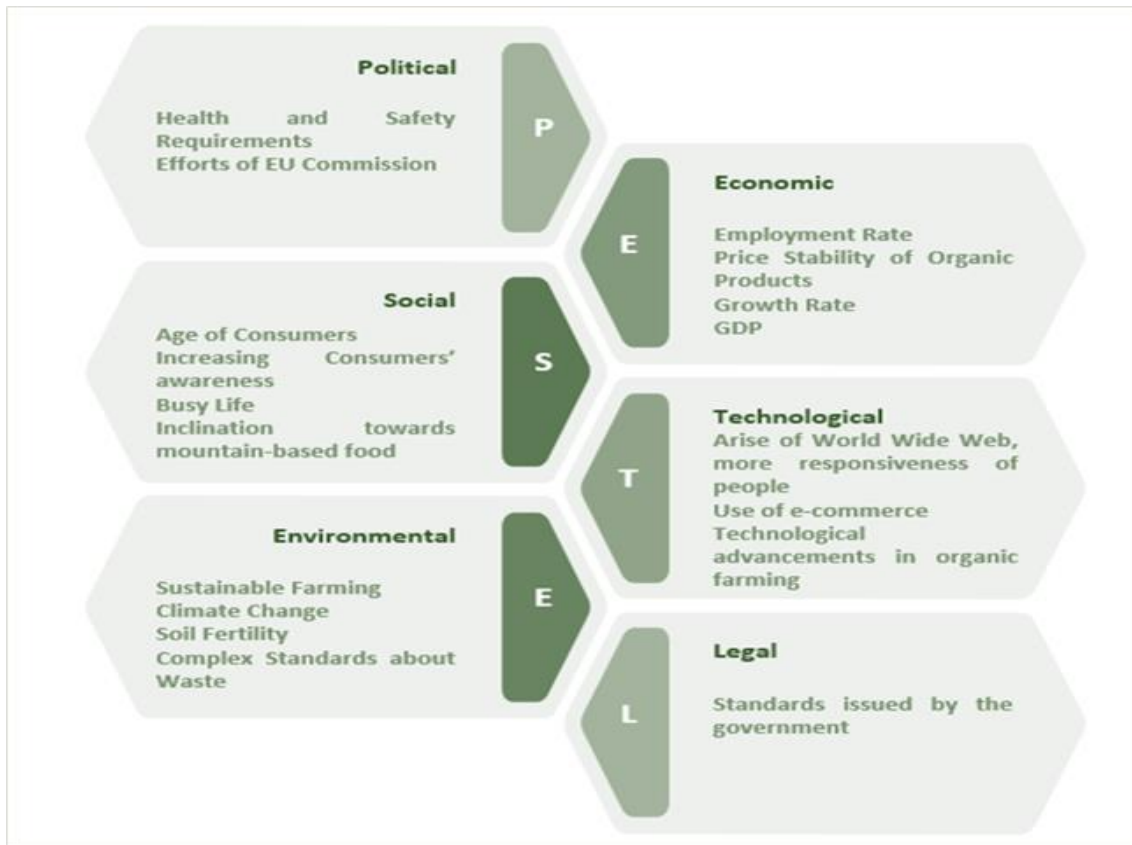 Political
Health and Safety
Requirements
Efforts of EU Commission
P
E
Economic
Employment Rate
Price Stability of Organic
Products
Growth Rate
GDP
Social
Age of Consumers
Increasing Consumers’
awareness
Busy Life
Inclination towards
mountain-based food
S
T
Technological
Arise of World Wide Web,
more responsiveness of
people
Use of e-commerce
Technological
advancements in organic
farming
Environmental
Sustainable Farming
Climate Change
Soil Fertility
Complex Standards about
Waste
E
L
Legal
Standards issued by the
government